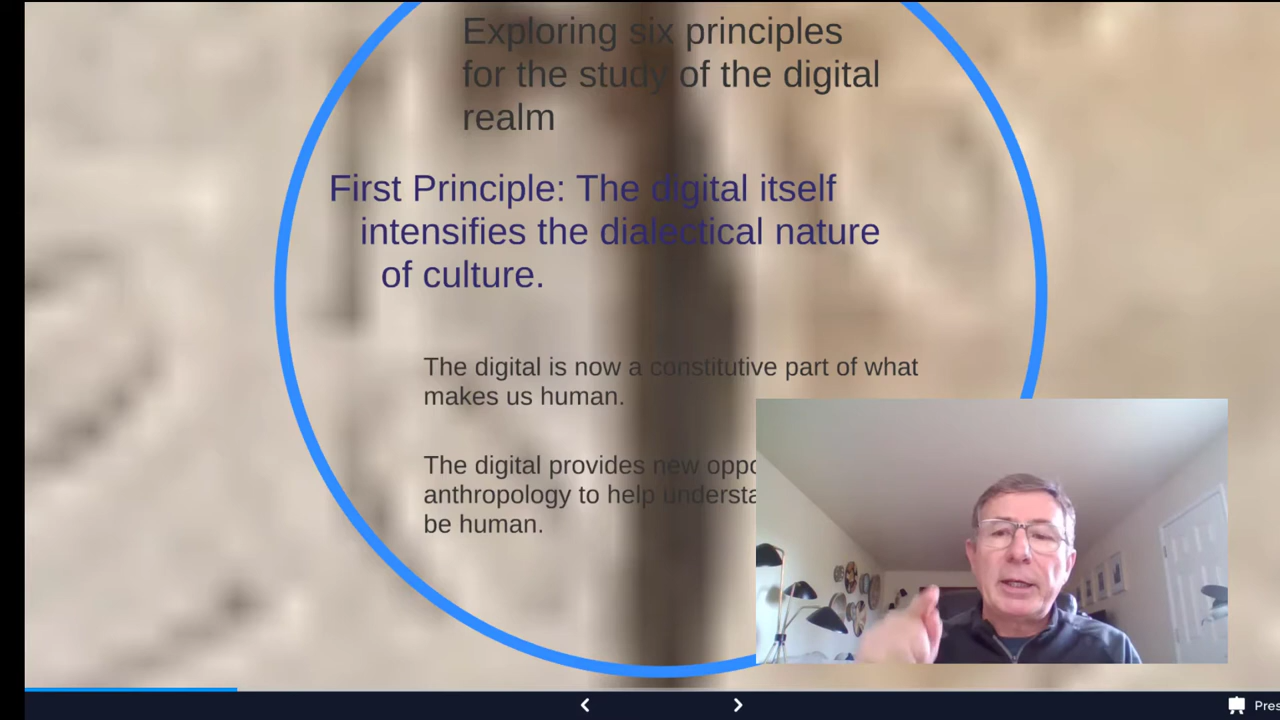 Exploring six principles
for the study of the digital
realm
First Principle: The digital itself
intensifies the dialectical nature
of culture.
The digital is now a constitutive part of what
makes us human.
The digital provides new oppo
anthropology to help understa
be human.
Pres